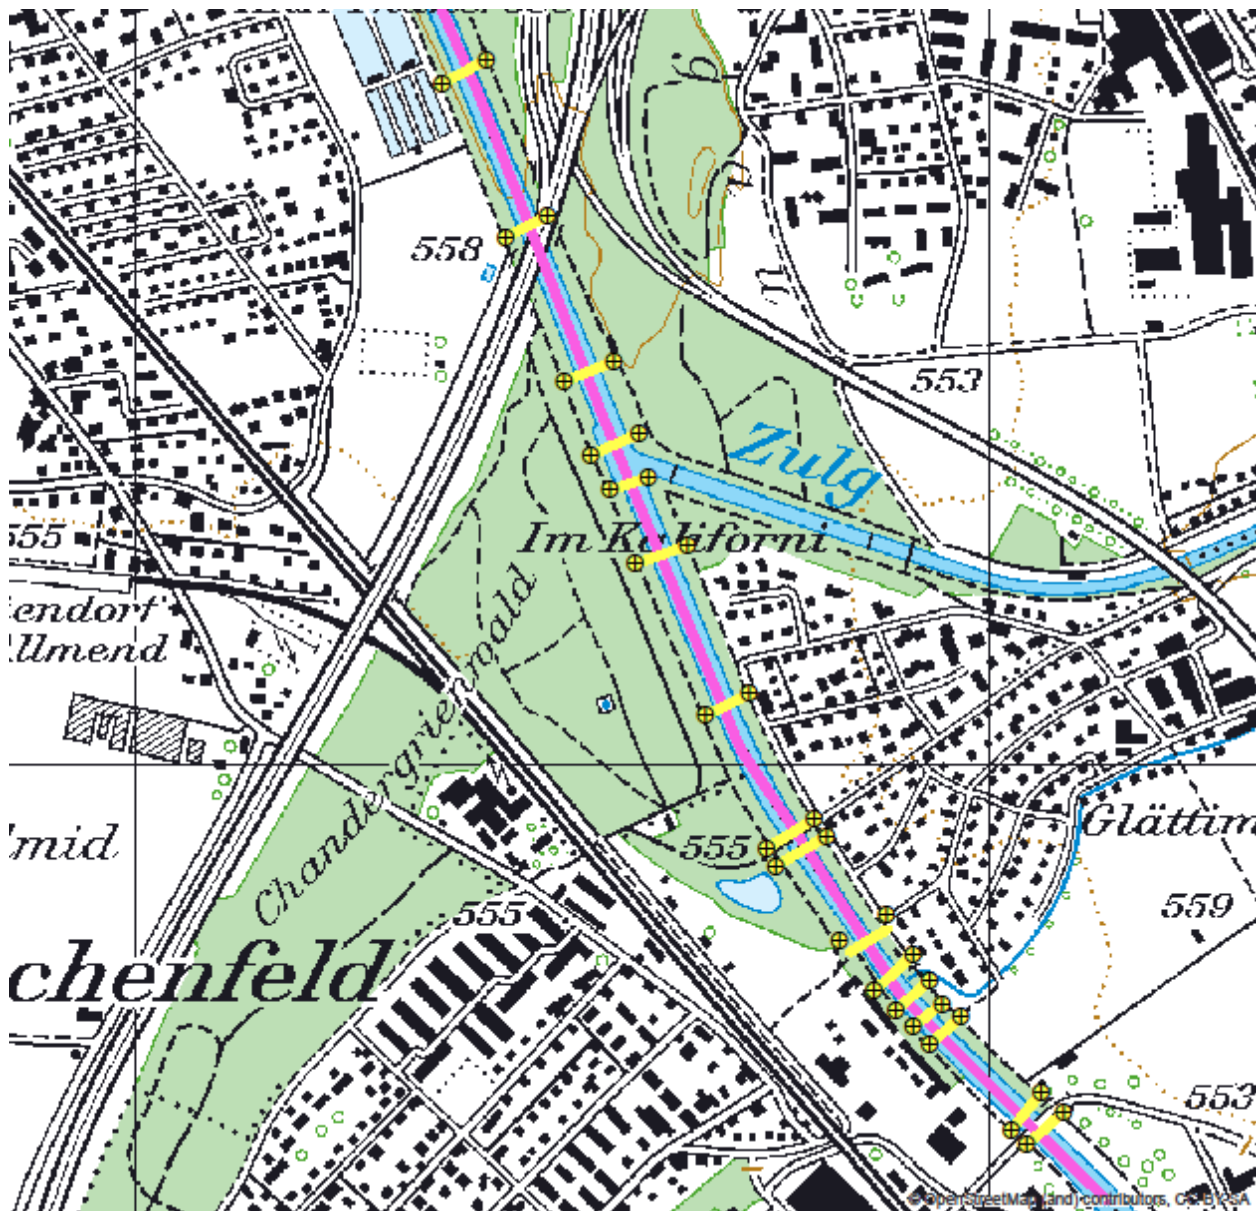 558
553
Zulg
555
Im Kaliforni
endorf
llmend
Chandergrieswald
mid
555
Glättim
555
559
chenfeld
553
© OpenStreetMap (and) contributors, CC-BY-SA